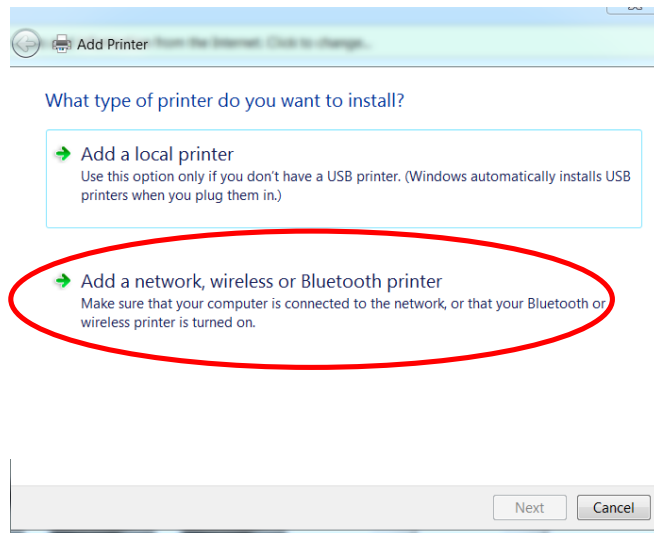 Add Printer
What type of printer do you want to install?
Add a local printer
Use this option only if you don't have a USB printer. (Windows automatically installs USB
printers when you plug them in.)
Add a network, wireless or Bluetooth printer
Make sure that your computer is connected to the network, or that your Bluetooth or
wireless printer is turned on.
Next
Cancel